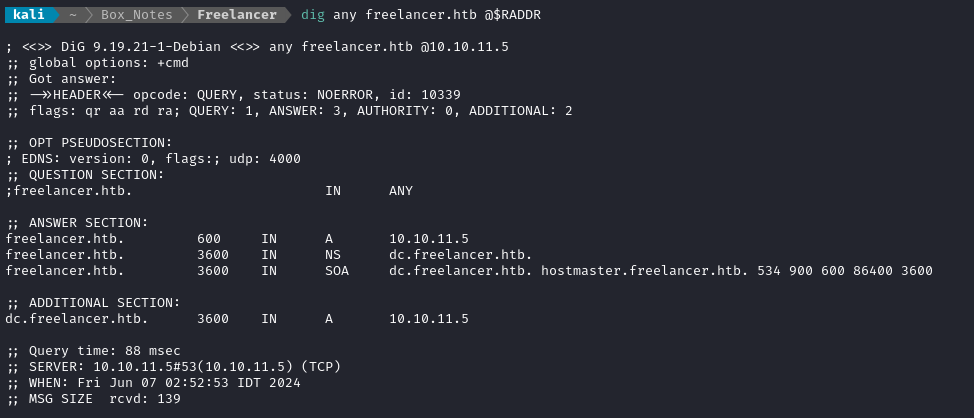 kali ~ Box_Notes Freelancer dig any freelancer.htb @$RADDR
; <<>> DiG 9.19.21-1-Debian <<>> any freelancer.htb @10.10.11.5
;; global options: +cmd
;; Got answer:
;; ->>HEADER<<- opcode: QUERY, status: NOERROR, id: 10339
;; flags: qr aa rd ra; QUERY: 1, ANSWER: 3, AUTHORITY: 0, ADDITIONAL: 2
;; OPT PSEUDOSECTION:
; EDNS: version: 0, flags:; udp: 4000
;; QUESTION SECTION:
;freelancer.htb. IN ANY
;; ANSWER SECTION:
freelancer.htb. 600 IN A 10.10.11.5
freelancer.htb. 3600 IN NS dc.freelancer.htb.
freelancer.htb. 3600 IN SOA dc.freelancer.htb. hostmaster.freelancer.htb. 534 900 600 86400 3600
;; ADDITIONAL SECTION:
dc.freelancer.htb. 3600 IN A 10.10.11.5
;; Query time: 88 msec
;; SERVER: 10.10.11.5#53(10.10.11.5) (TCP)
;; WHEN: Fri Jun 07 02:52:53 IDT 2024
;; MSG SIZE rcvd: 139